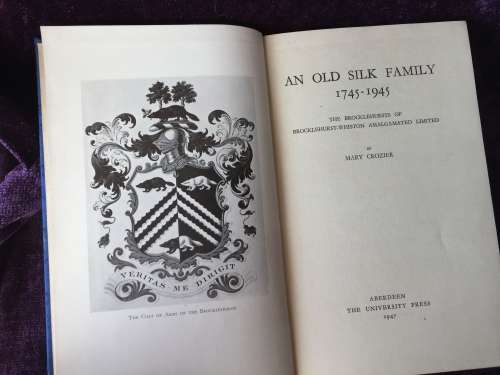 VERITAS ME DIRIGIT
THE COAT OF ARMS OF THE BROCKLEHURSTS
AN OLD SILK FAMILY
1745-1945
THE BROCKLEHURSTS OF
BROCKLEHURST-WHISTON AMALGAMATED LIMITED
BY
MARY CROZIER
ABERDEEN
THE UNIVERSITY PRESS
1947